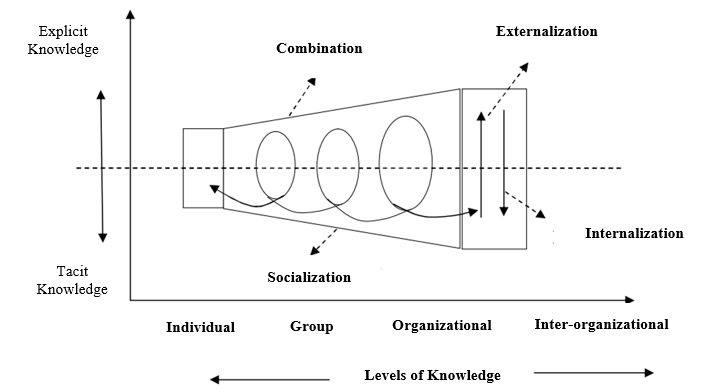 Explicit
Knowledge
Combination
Externalization
Internalization
Socialization
Tacit
Knowledge
Individual
Group
Organizational
Inter-organizational
Levels of Knowledge